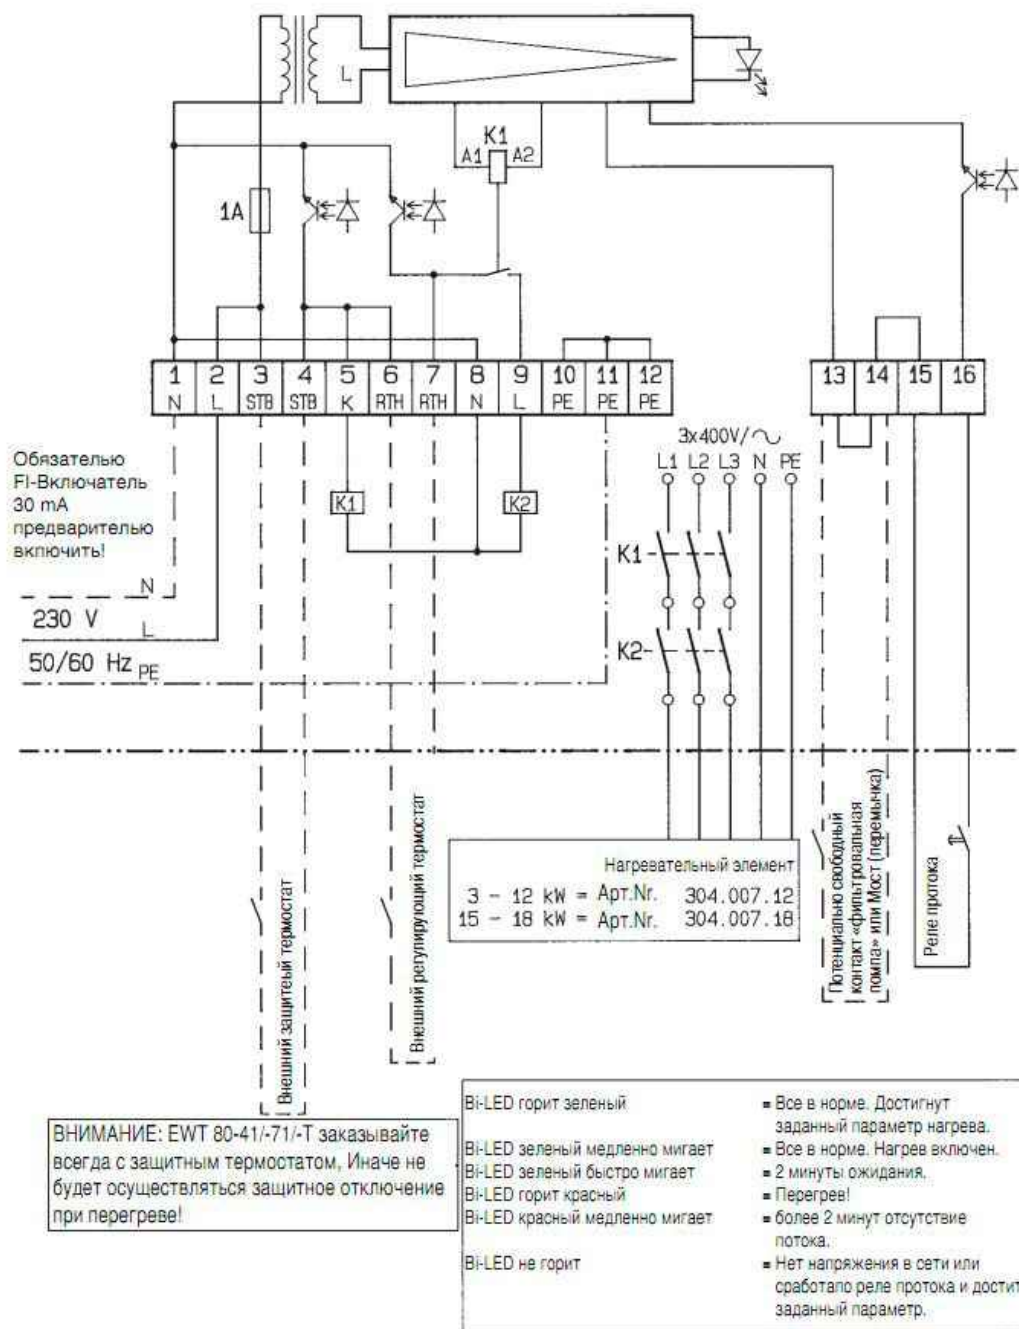 L
K1
A1 A2
1A
1 2 3 4 5 6 7 8 9 10 11 12
N L STB STB K RTH RTH N L PE PE PE
13 14 15 16
Обязателью
FI-Включатель
30 mA
предварителью
включить!
K1
K2
3x400V/
L1 L2 L3 N PE
K1
K2
N
230 V
L
50/60 Hz
PE
Внешний защитеый термостат
Внешний регулирующий термостат
Нагревательный элемент
3 - 12 kW = Арт.Nr. 304.007.12
15 - 18 kW = Арт.Nr. 304.007.18
Потенциально свободный
контакт «фильтровальная
помпа» или Мост (перемычка)
Реле протока
ВНИМАНИЕ: EWT 80-41/-71/-T заказывайте
всегда с защитным термостатом, Иначе не
будет осуществляться защитное отключение
при перегреве!
Bi-LED горит зеленый = Все в норме. Достигнут
заданный параметр нагрева.
Bi-LED зеленый медленно мигает = Все в норме. Нагрев включен.
Bi-LED зеленый быстро мигает = 2 минуты ожидания.
Bi-LED горит красный = Перегрев!
Bi-LED красный медленно мигает = более 2 минут отсутствие
потока.
Bi-LED не горит = Нет напряжения в сети или
сработапо реле протока и достит
заданный параметр.